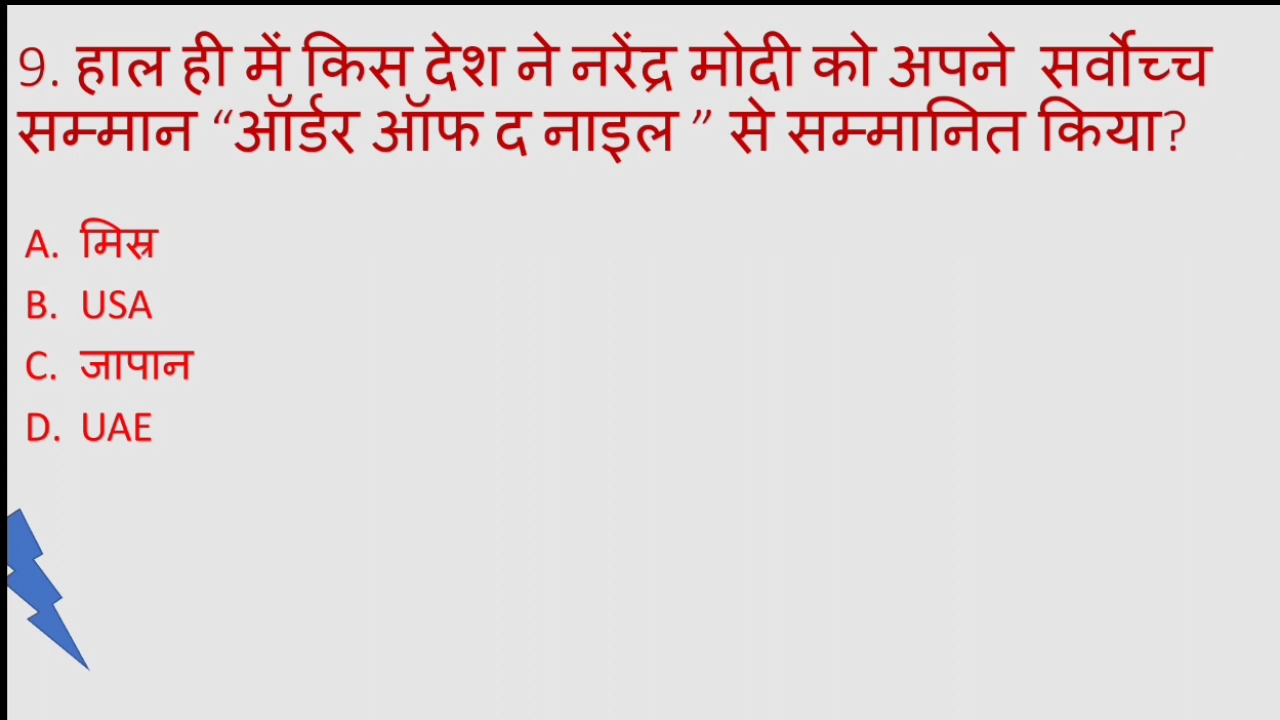 9. हाल ही में किस देश ने नरेंद्र मोदी को अपने सर्वोच्च
सम्मान “ऑर्डर ऑफ द नाइल ” से सम्मानित किया?
A. मिस्र
B. USA
C. जापान
D. UAE